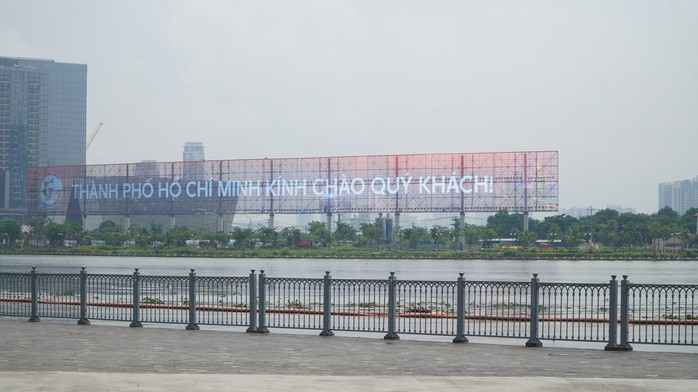 THÀNH PHỐ HỒ CHÍ MINH KÍNH CHÀO QUÝ KHÁCH!